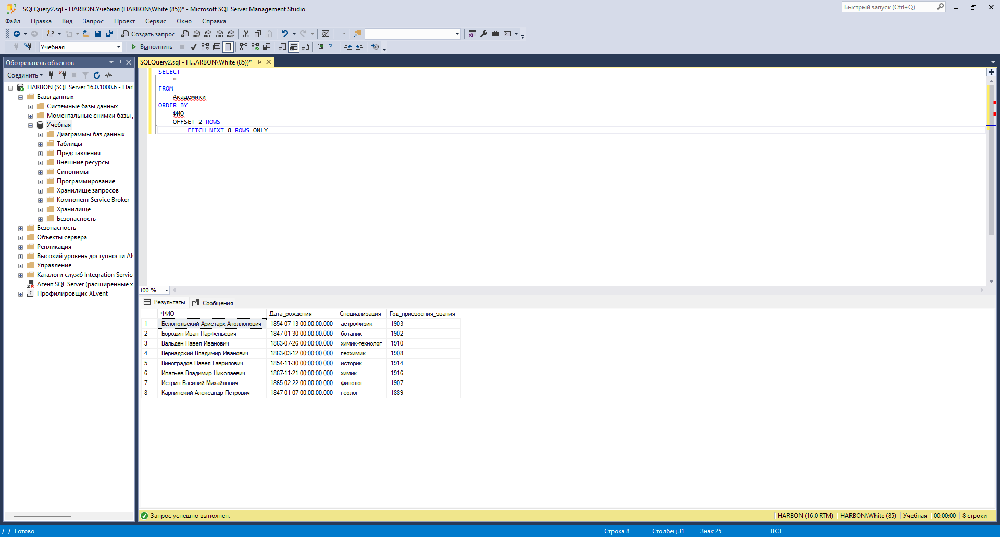 SQLQuery2.sql - HARBON.Учебная (HARBON\White (85))* - Microsoft SQL Server Management Studio
Быстрый запуск (Ctrl+Q)
Файл Правка Вид Запрос Проект Сервис Окно Справка
Создать запрос MDX DMX XMLA DAX
Учебная Выполнить
Обозреватель объектов
SQLQuery2.sql - H...ARBON\White (85))*
Соединить
HARBON (SQL Server 16.0.1000.6 - Harl
Базы данных
Системные базы данных
Моментальные снимки базы
Учебная
Диаграммы баз данных
Таблицы
Представления
Внешние ресурсы
Синонимы
Программирование
Хранилище запросов
Компонент Service Broker
Хранилище
Безопасность
Безопасность
Объекты сервера
Репликация
Высокий уровень доступности Alw
Управление
Каталоги служб Integration Service
Агент SQL Server (расширенные х
Профилировщик XEvent
SELECT
*
FROM
Академики
ORDER BY
ФИО
OFFSET 2 ROWS
FETCH NEXT 8 ROWS ONLY
100 %
Результаты Сообщения
ФИО Дата_рождения Специализация Год_присвоения_звания
1 Белопольский Аристарх Аполлонович 1854-07-13 00:00:00.000 астрофизик 1903
2 Бородин Иван Парфеньевич 1847-01-30 00:00:00.000 ботаник 1902
3 Вальден Павел Иванович 1863-07-26 00:00:00.000 химик-технолог 1910
4 Вернадский Владимир Иванович 1863-03-12 00:00:00.000 геохимик 1908
5 Виноградов Павел Гаврилович 1854-11-30 00:00:00.000 историк 1914
6 Ипатьев Владимир Николаевич 1867-11-21 00:00:00.000 химик 1916
7 Истрин Василий Михайлович 1865-02-22 00:00:00.000 филолог 1907
8 Карпинский Александр Петрович 1847-01-07 00:00:00.000 геолог 1889
Запрос успешно выполнен. HARBON (16.0 RTM) HARBON\White (85) Учебная 00:00:00 8 строки
Готово Строка 8 Столбец 31 Знак 25 ВСТ